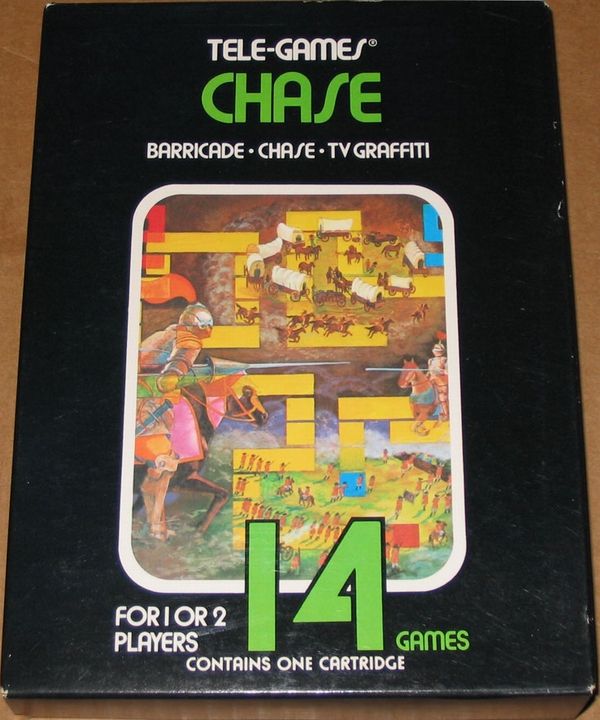 TELE-GAMES®
CHASE
BARRICADE • CHASE • TV GRAFFITI
FOR 1 OR 2
PLAYERS
14 GAMES
CONTAINS ONE CARTRIDGE